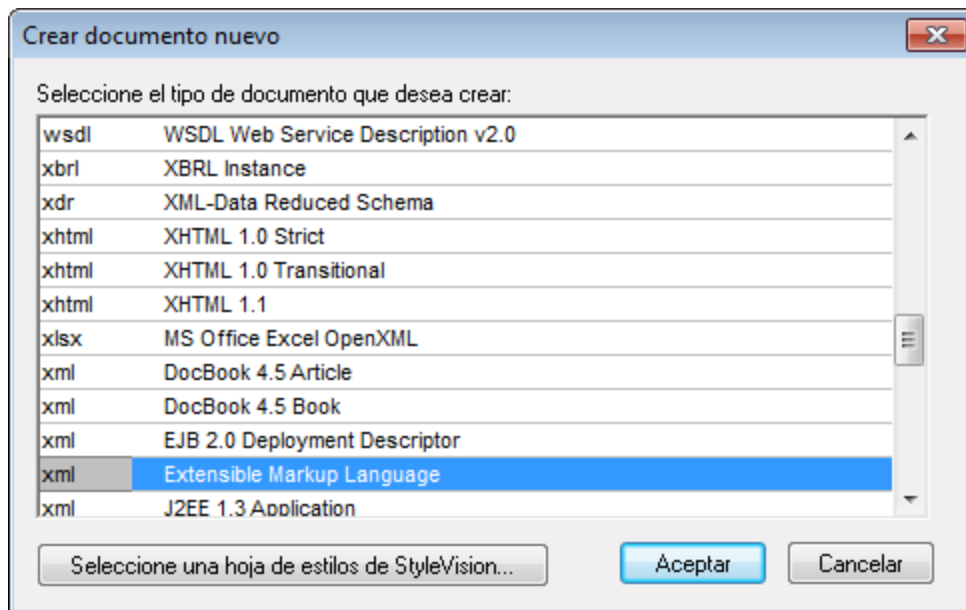 Crear documento nuevo
Seleccione el tipo de documento que desea crear:
wsdl WSDL Web Service Description v2.0
xbrl XBRL Instance
xdr XML-Data Reduced Schema
xhtml XHTML 1.0 Strict
xhtml XHTML 1.0 Transitional
xhtml XHTML 1.1
xlsx MS Office Excel OpenXML
xml DocBook 4.5 Article
xml DocBook 4.5 Book
xml EJB 2.0 Deployment Descriptor
xml Extensible Markup Language
xml J2EE 1.3 Application
Seleccione una hoja de estilos de StyleVision... Aceptar Cancelar